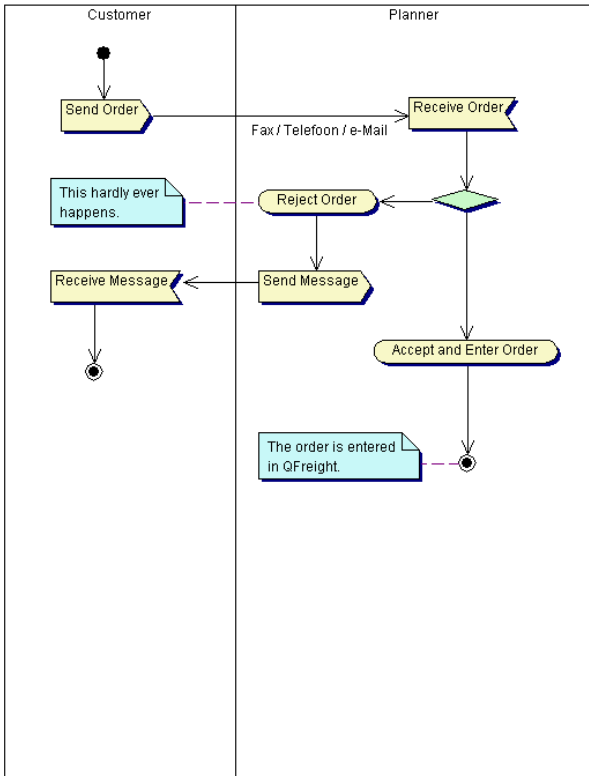 Customer
Planner
Send Order
Receive Order
Fax / Telefoon / e-Mail
This hardly ever
happens.
Reject Order
Receive Message
Send Message
Accept and Enter Order
The order is entered
in QFreight.